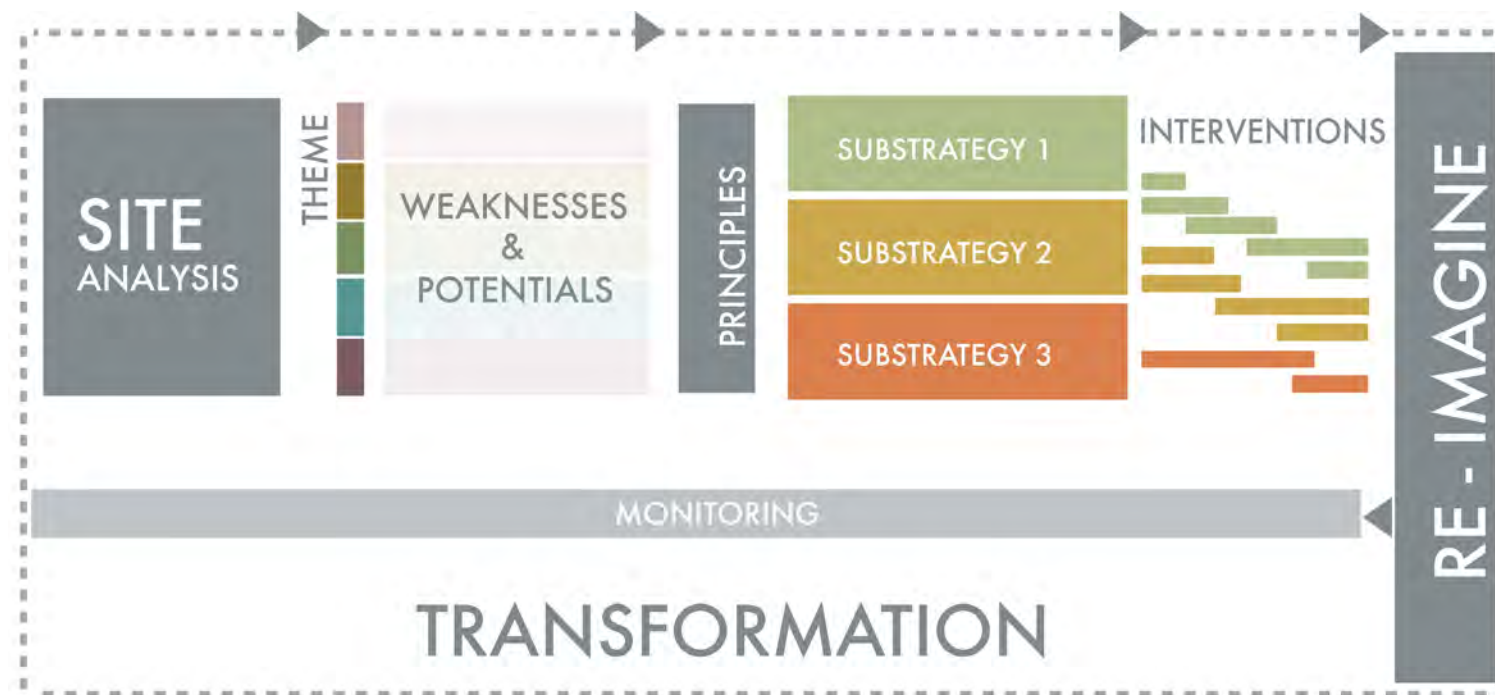 SITE
ANALYSIS
THEME
WEAKNESSES
&
POTENTIALS
PRINCIPLES
SUBSTRATEGY 1
SUBSTRATEGY 2
SUBSTRATEGY 3
INTERVENTIONS
RE - IMAGINE
MONITORING
TRANSFORMATION